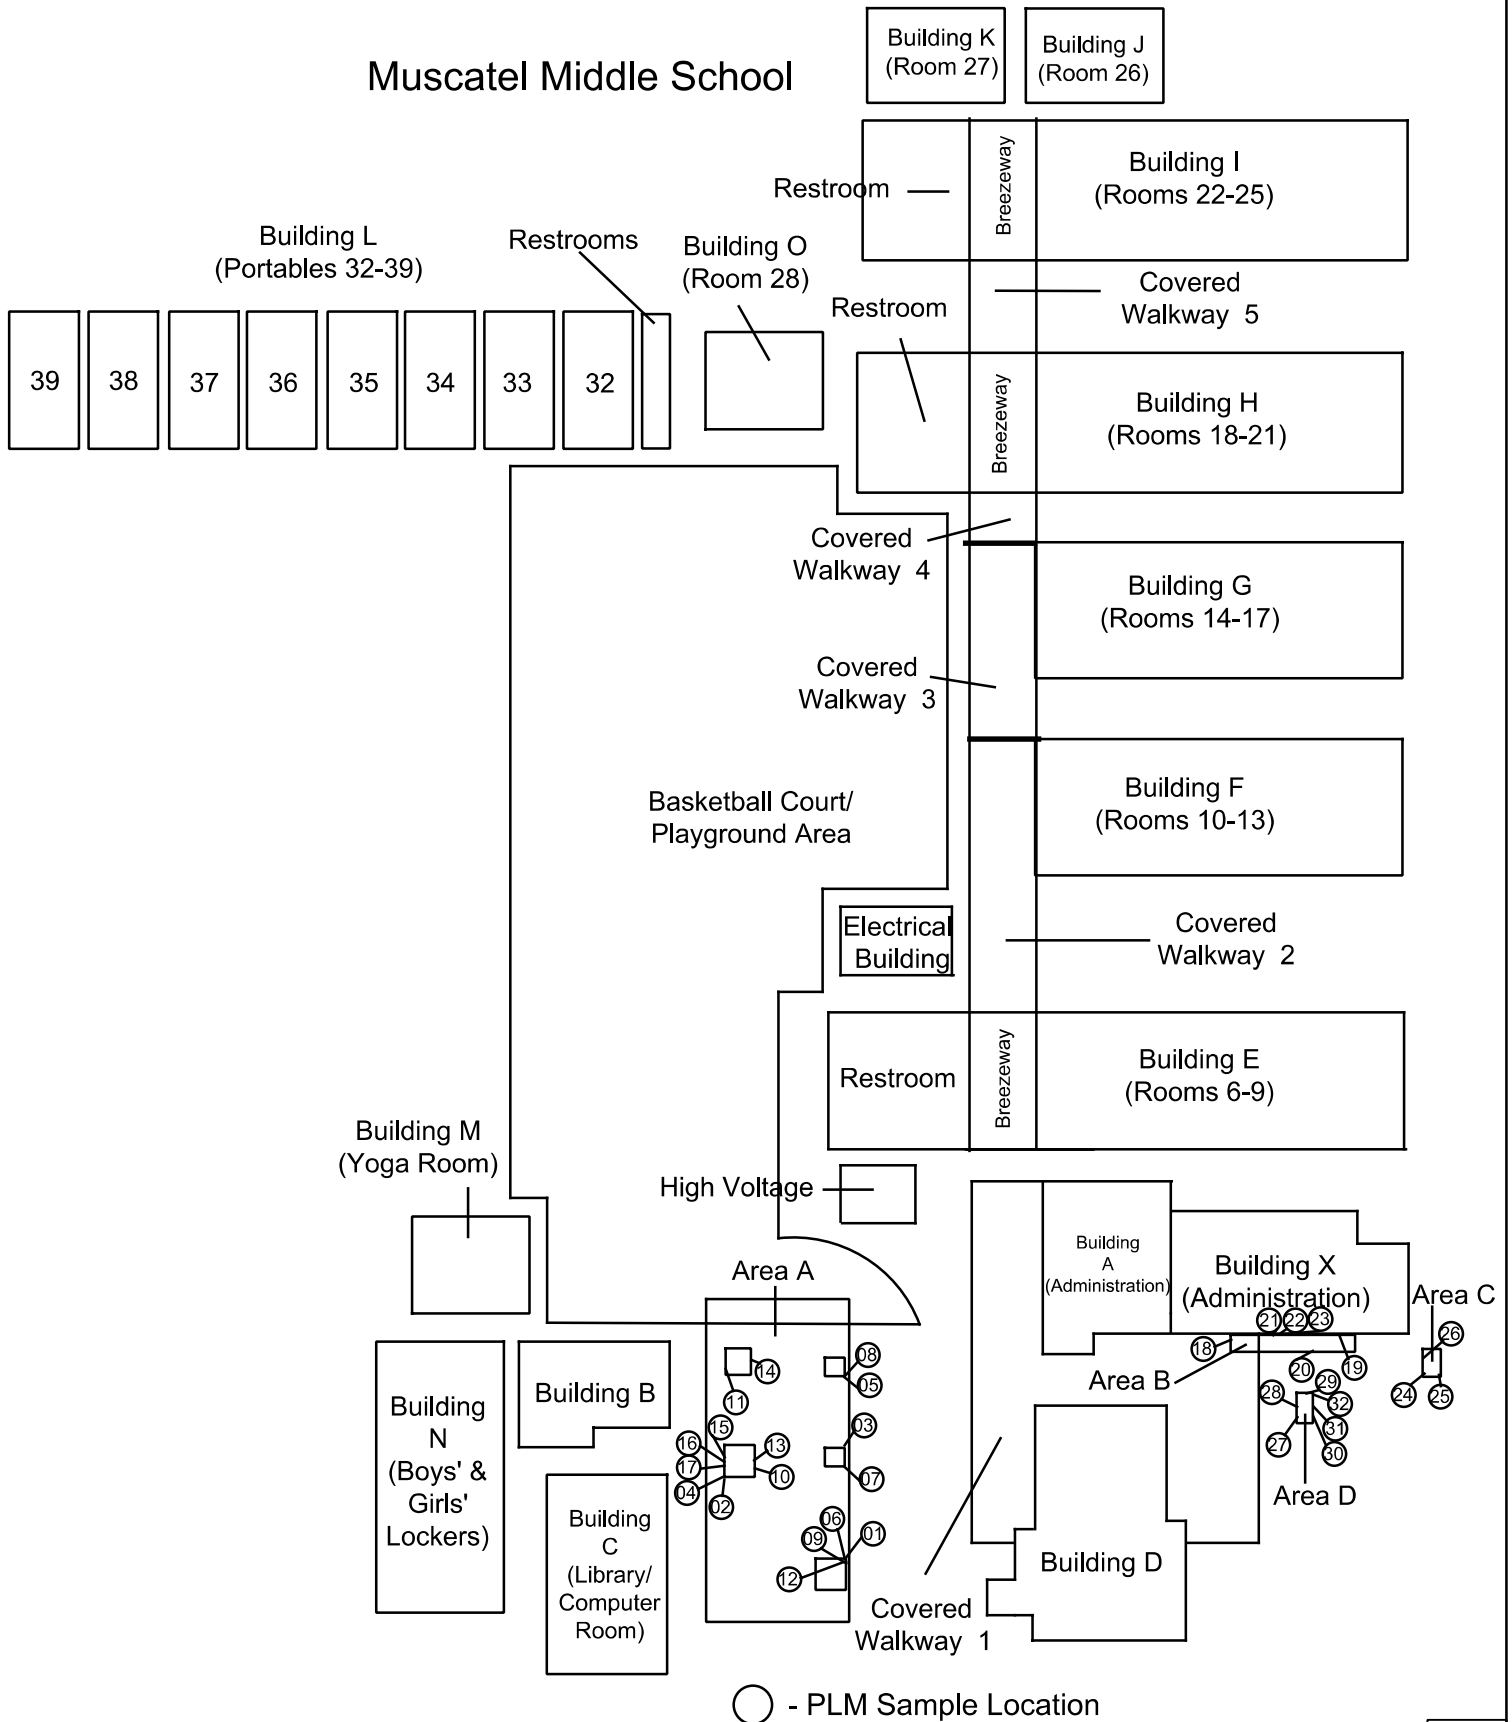 Muscatel Middle School
Building K
(Room 27)
Building J
(Room 26)
Restroom
Breezeway
Building I
(Rooms 22-25)
Building L
(Portables 32-39)
Restrooms
Building O
(Room 28)
Covered
Walkway 5
Restroom
39
38
37
36
35
34
33
32
Breezeway
Building H
(Rooms 18-21)
Covered
Walkway 4
Building G
(Rooms 14-17)
Covered
Walkway 3
Basketball Court/
Playground Area
Building F
(Rooms 10-13)
Electrical
Building
Covered
Walkway 2
Restroom
Breezeway
Building E
(Rooms 6-9)
Building M
(Yoga Room)
High Voltage
Building
A
(Administration)
Building X
(Administration)
Area A
Area C
21
22
23
18
20
19
26
24
25
Area B
28
29
32
31
30
27
Area D
Building
N
(Boys' &
Girls'
Lockers)
Building B
14
11
08
05
15
16
17
04
02
13
10
03
07
06
09
01
12
Building
C
(Library/
Computer
Room)
Building D
Covered
Walkway 1
- PLM Sample Location